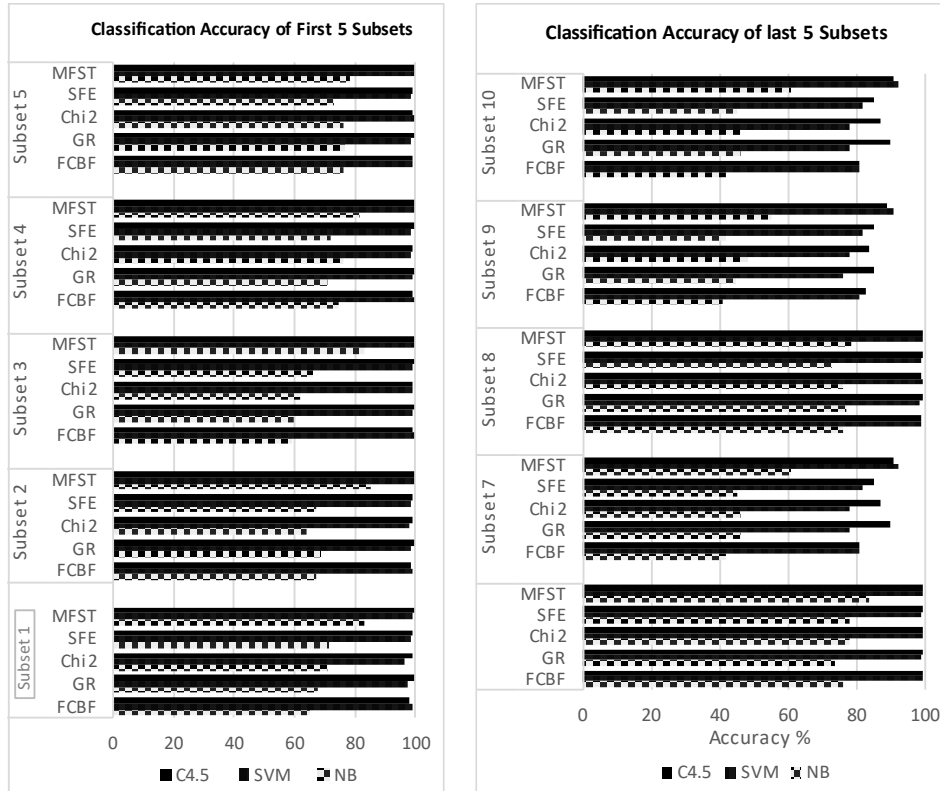 Classification Accuracy of First 5 Subsets
Subset 5
MFST
SFE
Chi2
GR
FCBF
Subset 4
MFST
SFE
Chi2
GR
FCBF
Subset 3
MFST
SFE
Chi2
GR
FCBF
Subset 2
MFST
SFE
Chi2
GR
FCBF
Subset 1
MFST
SFE
Chi2
GR
FCBF
0 20 40 60 80 100
C4.5 SVM NB
Classification Accuracy of last 5 Subsets
Subset 10
MFST
SFE
Chi2
GR
FCBF
Subset 9
MFST
SFE
Chi2
GR
FCBF
Subset 8
MFST
SFE
Chi2
GR
FCBF
Subset 7
MFST
SFE
Chi2
GR
FCBF
MFST
SFE
Chi2
GR
FCBF
0 20 40 60 80 100
Accuracy %
C4.5 SVM NB